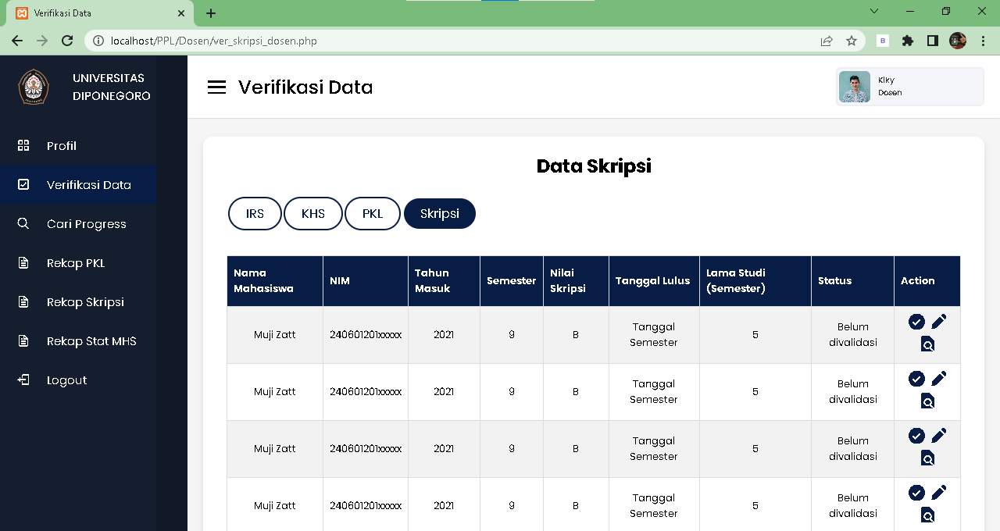 Verifikasi Data
localhost/PPL/Dosen/ver_skripsi_dosen.php
B
UNIVERSITAS
DIPONEGORO
Profil
Verifikasi Data
Cari Progress
Rekap PKL
Rekap Skripsi
Rekap Stat MHS
Logout
Verifikasi Data
Kiky
Dosen
Data Skripsi
IRS KHS PKL Skripsi
Nama Mahasiswa NIM Tahun Masuk Semester Nilai Skripsi Tanggal Lulus Lama Studi (Semester) Status Action
Muji Zatt 240601201xxxxx 2021 9 B Tanggal Semester 5 Belum divalidasi
Muji Zatt 240601201xxxxx 2021 9 B Tanggal Semester 5 Belum divalidasi
Muji Zatt 240601201xxxxx 2021 9 B Tanggal Semester 5 Belum divalidasi
Muji Zatt 240601201xxxxx 2021 9 B Tanggal Semester 5 Belum divalidasi